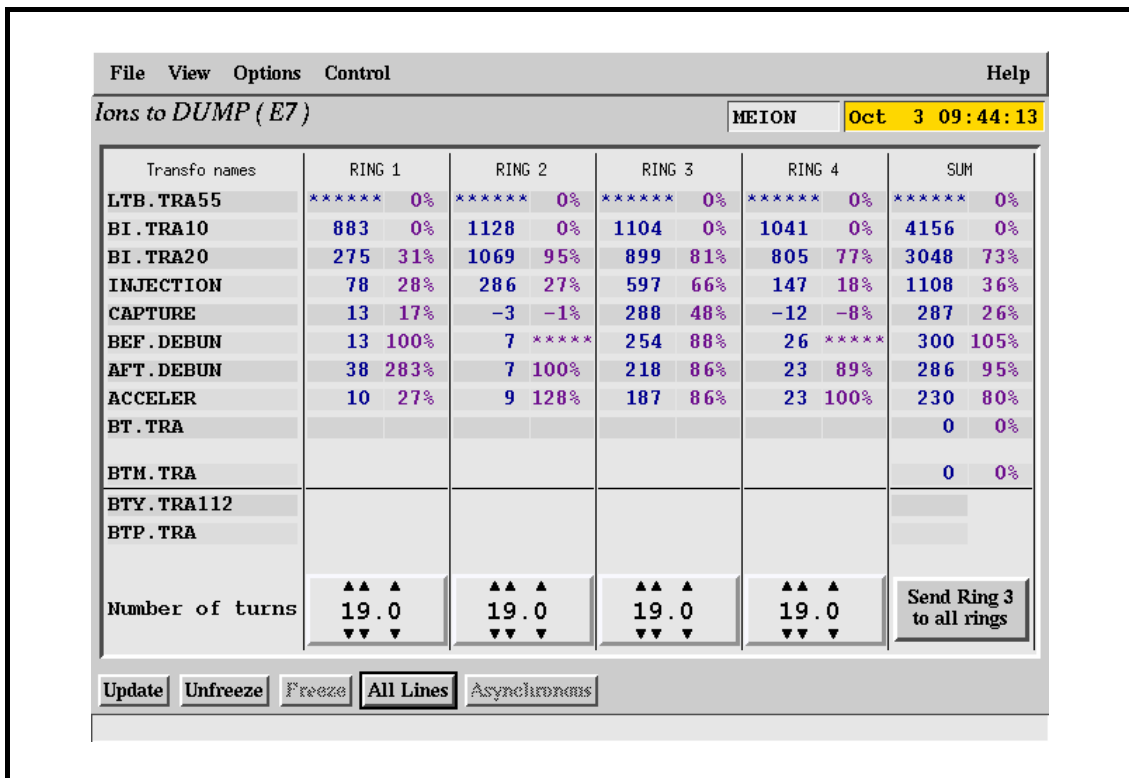 File View Options Control Help
Ions to DUMP ( E7 ) MEION Oct 3 09:44:13
Transfo names RING 1 RING 2 RING 3 RING 4 SUM
LTB.TRA55 ****** 0% ****** 0% ****** 0% ****** 0% ****** 0%
BI.TRA10 883 0% 1128 0% 1104 0% 1041 0% 4156 0%
BI.TRA20 275 31% 1069 95% 899 81% 805 77% 3048 73%
INJECTION 78 28% 286 27% 597 66% 147 18% 1108 36%
CAPTURE 13 17% -3 -1% 288 48% -12 -8% 287 26%
BEF.DEBUN 13 100% 7 ***** 254 88% 26 ***** 300 105%
AFT.DEBUN 38 283% 7 100% 218 86% 23 89% 286 95%
ACCELER 10 27% 9 128% 187 86% 23 100% 230 80%
BT.TRA 0 0%
BTM.TRA 0 0%
BTY.TRA112
BTP.TRA
Number of turns 19.0 19.0 19.0 19.0 Send Ring 3
to all rings
Update Unfreeze Freeze All Lines Asynchronous